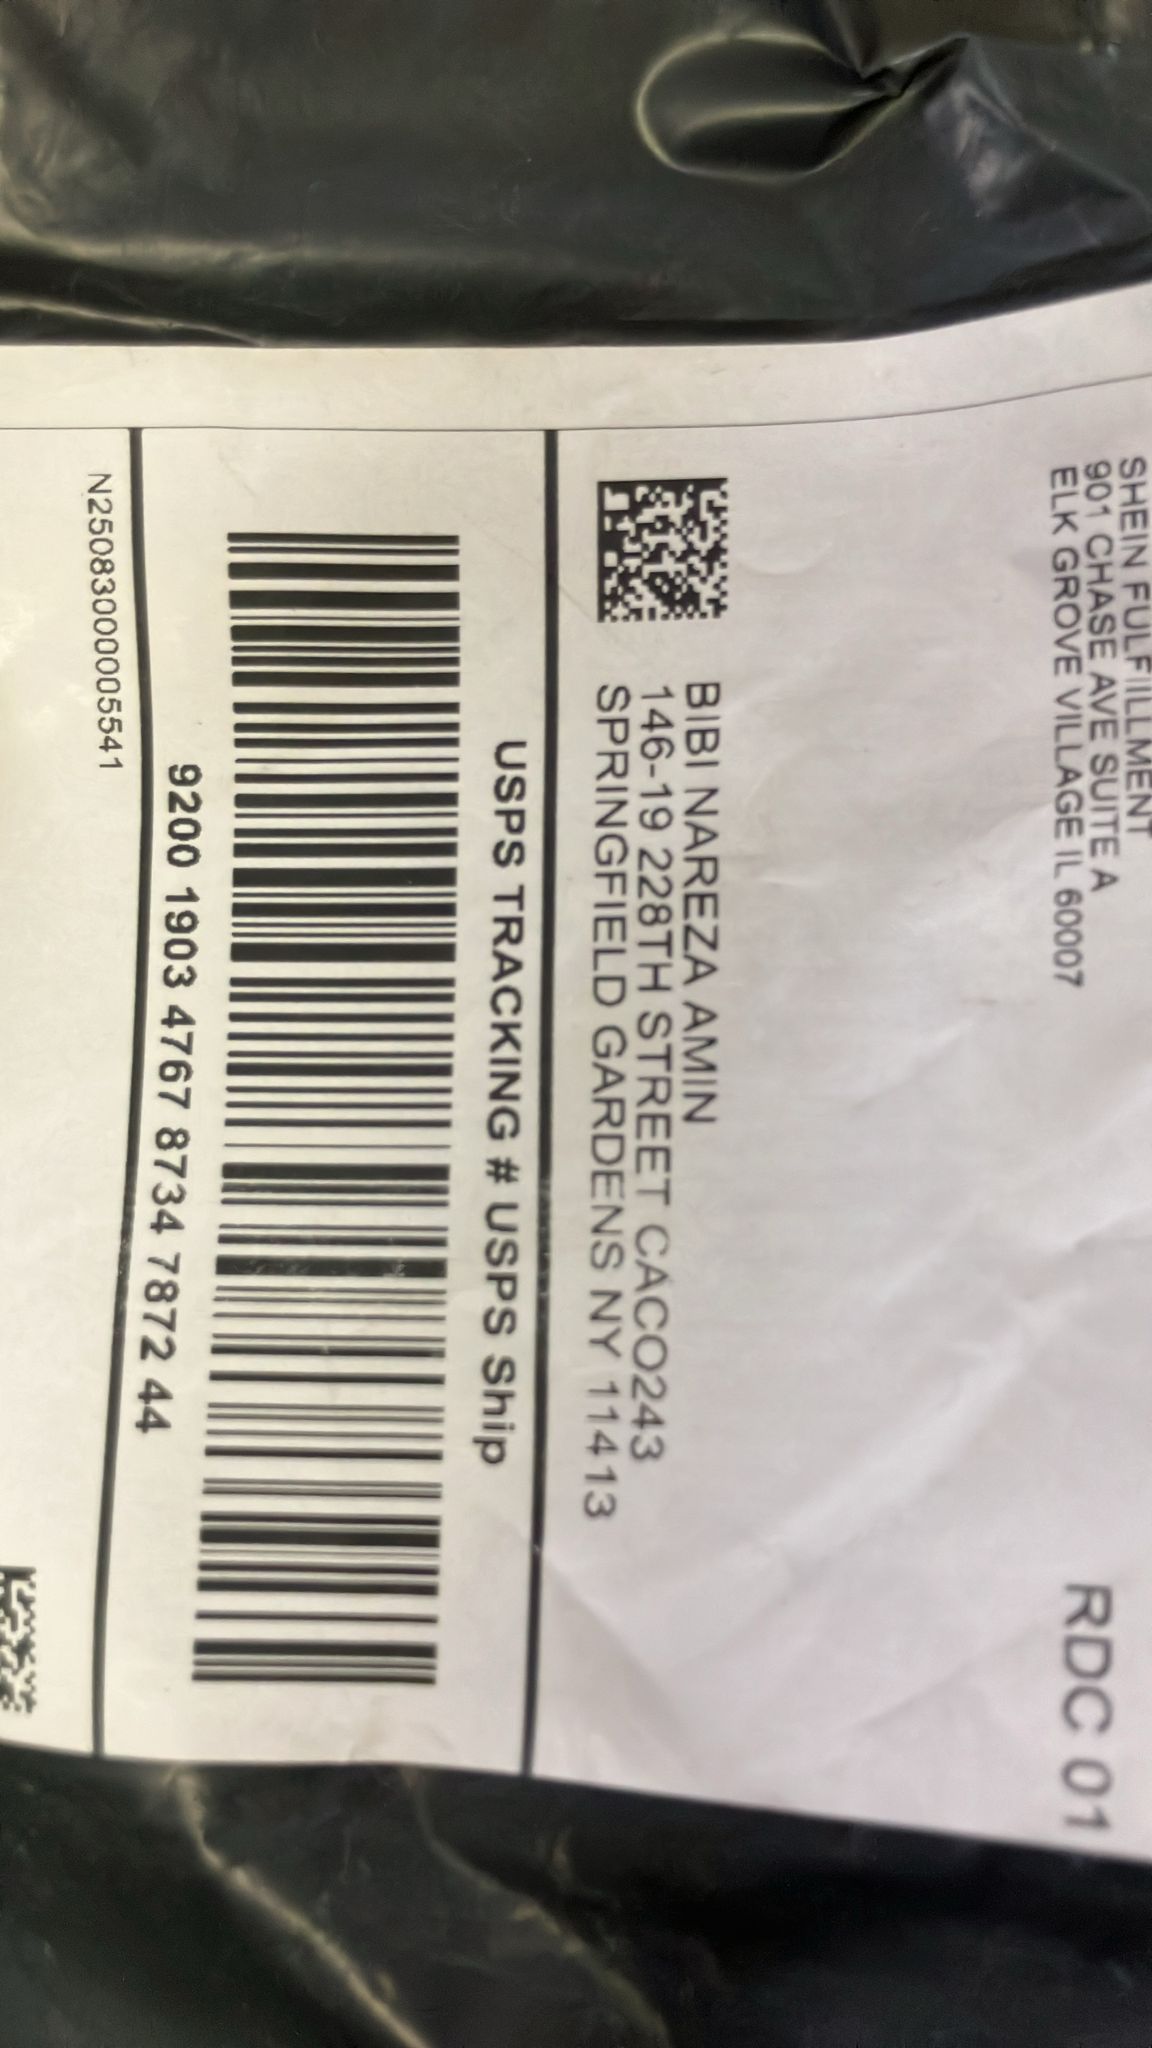 SHEIN FULFIILLMENT
901 CHASE AVE SUITE A
ELK GROVE VILLAGE IL 60007
RDC 01
BIBI NAREZA AMIN
146-19 228TH STREET CACO243
SPRINGFIELD GARDENS NY 11413
USPS TRACKING # USPS Ship
9200 1903 4767 8734 7872 44
N25083000005541